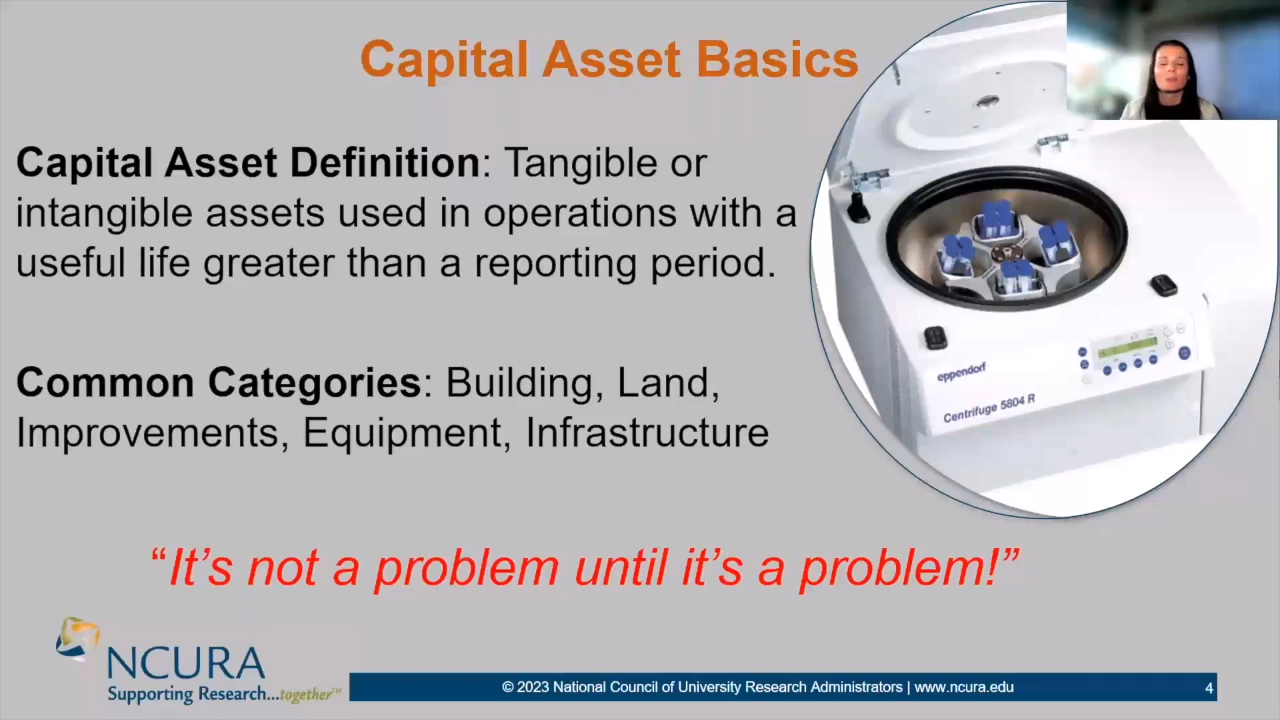 Capital Asset Basics
Capital Asset Definition: Tangible or
intangible assets used in operations with a
useful life greater than a reporting period.
Common Categories: Building, Land,
Improvements, Equipment, Infrastructure
“It’s not a problem until it’s a problem!”
eppendorf
Centrifuge 5804 R
NCURA
Supporting Research...together™
© 2023 National Council of University Research Administrators | www.ncura.edu
4